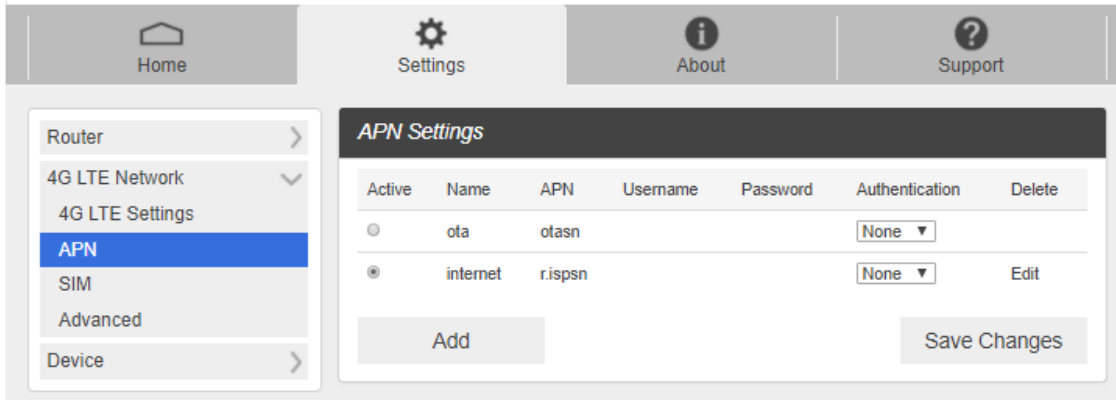 Home Settings About Support
Router
4G LTE Network
4G LTE Settings
APN
SIM
Advanced
Device
APN Settings
Active Name APN Username Password Authentication Delete
ota otasn None
internet r.ispsn None Edit
Add Save Changes